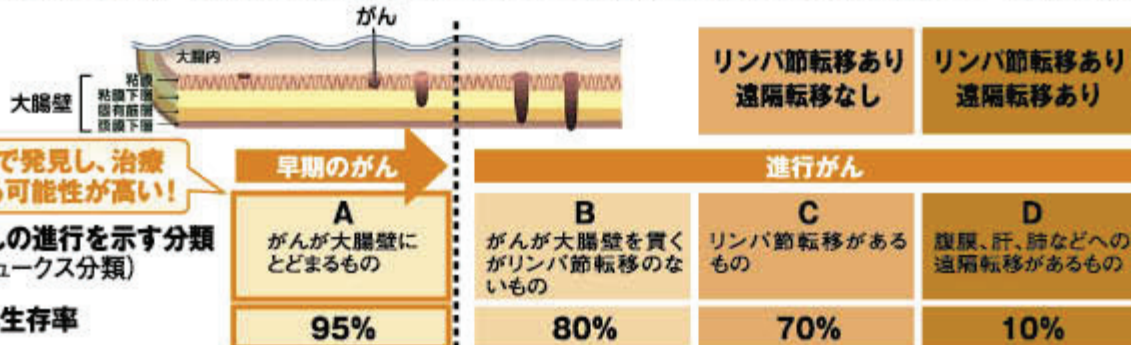 がん
大腸内
大腸壁
粘膜
粘膜下層
固有筋層
漿膜下層
リンパ節転移あり
遠隔転移なし
リンパ節転移あり
遠隔転移あり
で発見し、治療
可能性が高い!
早期のがん
進行がん
の進行を示す分類
ュークス分類)
A
がんが大腸壁に
とどまるもの
B
がんが大腸壁を貫く
がリンパ節転移のな
いもの
C
リンパ節転移がある
もの
D
腹膜、肝、肺などへの
遠隔転移があるもの
生存率
95%
80%
70%
10%